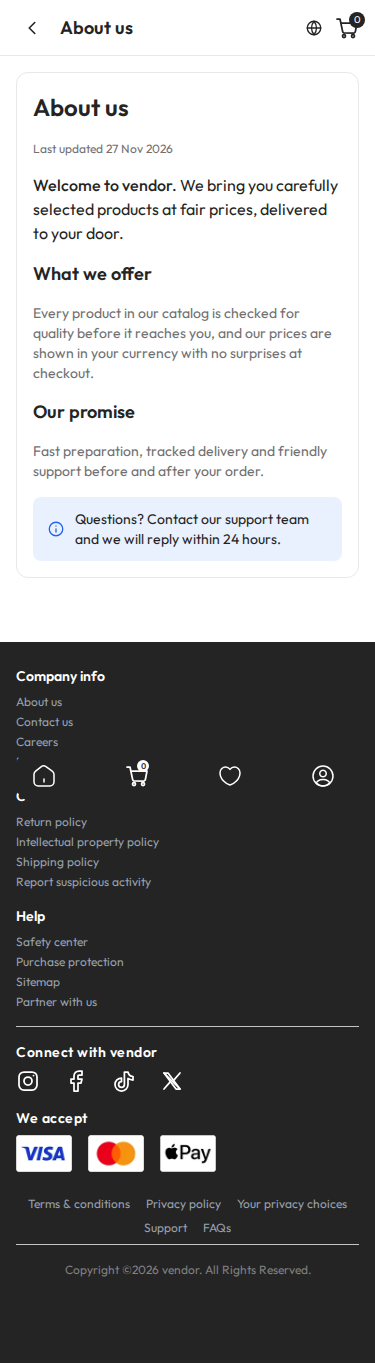 About us
0
About us
Last updated 27 Nov 2026
Welcome to vendor. We bring you carefully
selected products at fair prices, delivered
to your door.
What we offer
Every product in our catalog is checked for
quality before it reaches you, and our prices are
shown in your currency with no surprises at
checkout.
Our promise
Fast preparation, tracked delivery and friendly
support before and after your order.
Questions? Contact our support team
and we will reply within 24 hours.
Company info
About us
Contact us
Careers
0
Return policy
Intellectual property policy
Shipping policy
Report suspicious activity
Help
Safety center
Purchase protection
Sitemap
Partner with us
Connect with vendor
We accept
VISA
Pay
Terms & conditions Privacy policy Your privacy choices
Support FAQs
Copyright ©2026 vendor. All Rights Reserved.